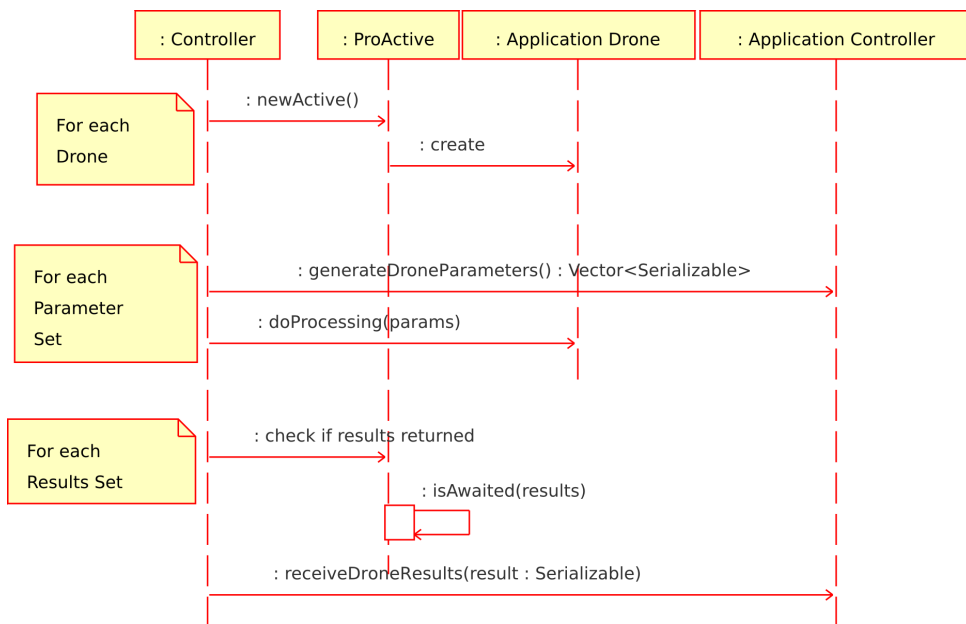 : Controller
: ProActive
: Application Drone
: Application Controller
: newActive()
For each
Drone
: create
For each
Parameter
Set
: generateDroneParameters() : Vector<Serializable>
: doProcessing(params)
For each
Results Set
: check if results returned
: isAwaited(results)
: receiveDroneResults(result : Serializable)